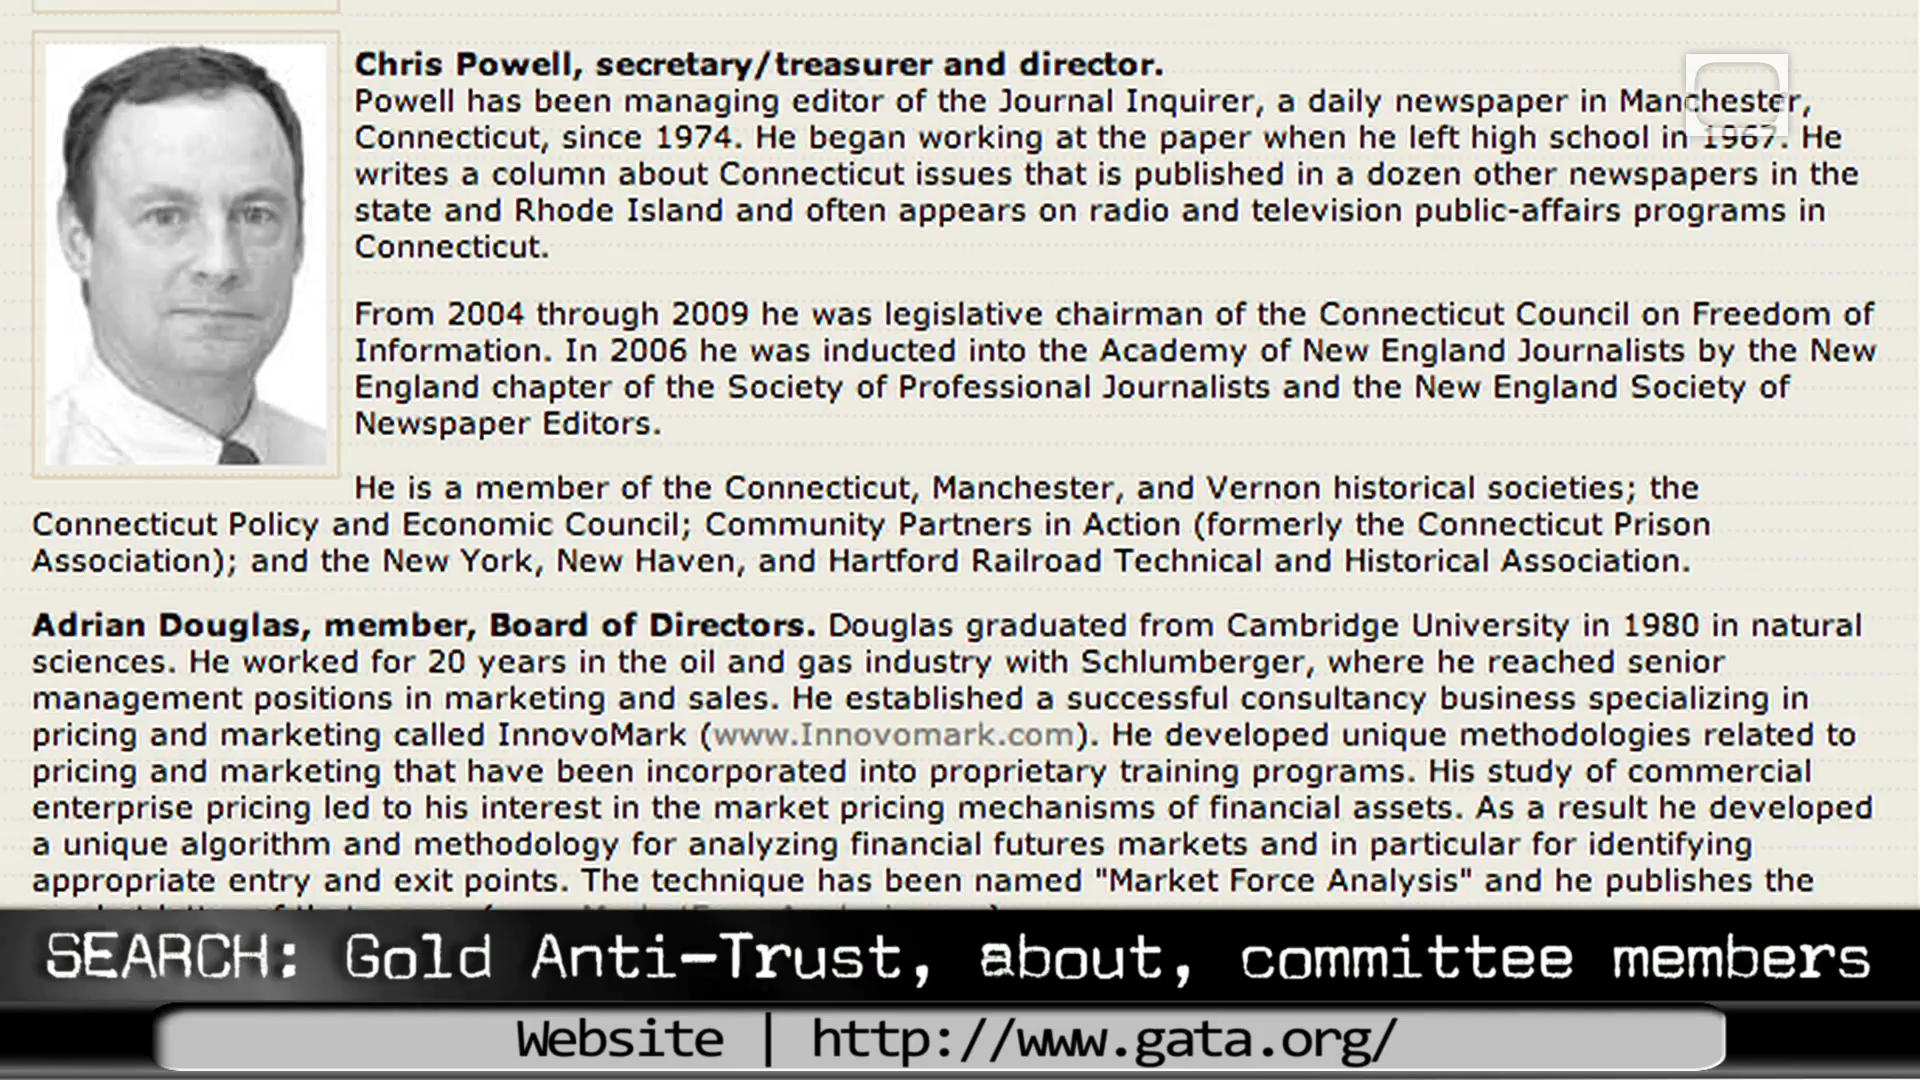 Chris Powell, secretary/treasurer and director.
Powell has been managing editor of the Journal Inquirer, a daily newspaper in Manchester,
Connecticut, since 1974. He began working at the paper when he left high school in 1967. He
writes a column about Connecticut issues that is published in a dozen other newspapers in the
state and Rhode Island and often appears on radio and television public-affairs programs in
Connecticut.
From 2004 through 2009 he was legislative chairman of the Connecticut Council on Freedom of
Information. In 2006 he was inducted into the Academy of New England Journalists by the New
England chapter of the Society of Professional Journalists and the New England Society of
Newspaper Editors.
He is a member of the Connecticut, Manchester, and Vernon historical societies; the
Connecticut Policy and Economic Council; Community Partners in Action (formerly the Connecticut Prison
Association); and the New York, New Haven, and Hartford Railroad Technical and Historical Association.
Adrian Douglas, member, Board of Directors. Douglas graduated from Cambridge University in 1980 in natural
sciences. He worked for 20 years in the oil and gas industry with Schlumberger, where he reached senior
management positions in marketing and sales. He established a successful consultancy business specializing in
pricing and marketing called InnovoMark (www.Innovomark.com). He developed unique methodologies related to
pricing and marketing that have been incorporated into proprietary training programs. His study of commercial
enterprise pricing led to his interest in the market pricing mechanisms of financial assets. As a result he developed
a unique algorithm and methodology for analyzing financial futures markets and in particular for identifying
appropriate entry and exit points. The technique has been named "Market Force Analysis" and he publishes the
SEARCH: Gold Anti-Trust, about, committee members
Website | http://www.gata.org/